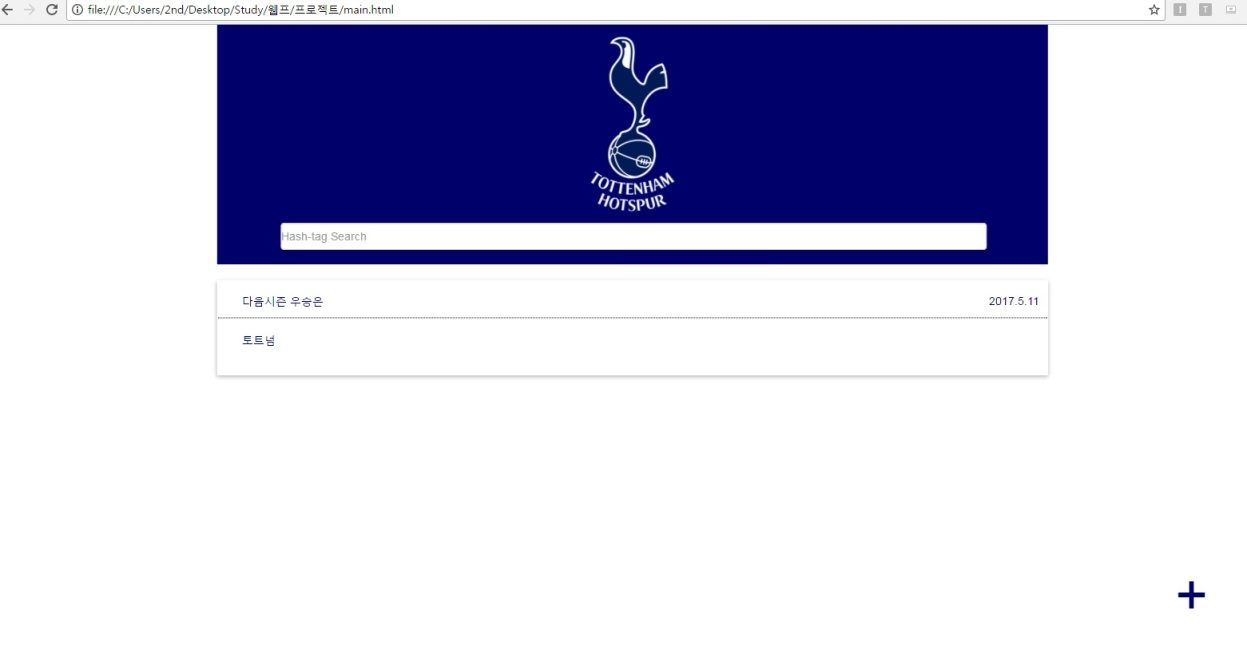 file:///C:/Users/2nd/Desktop/Study/웹프/프로젝트/main.html
TOTTENHAM
HOTSPUR
Hash-tag Search
다음시즌 우승은 2017.5.11
토트넘